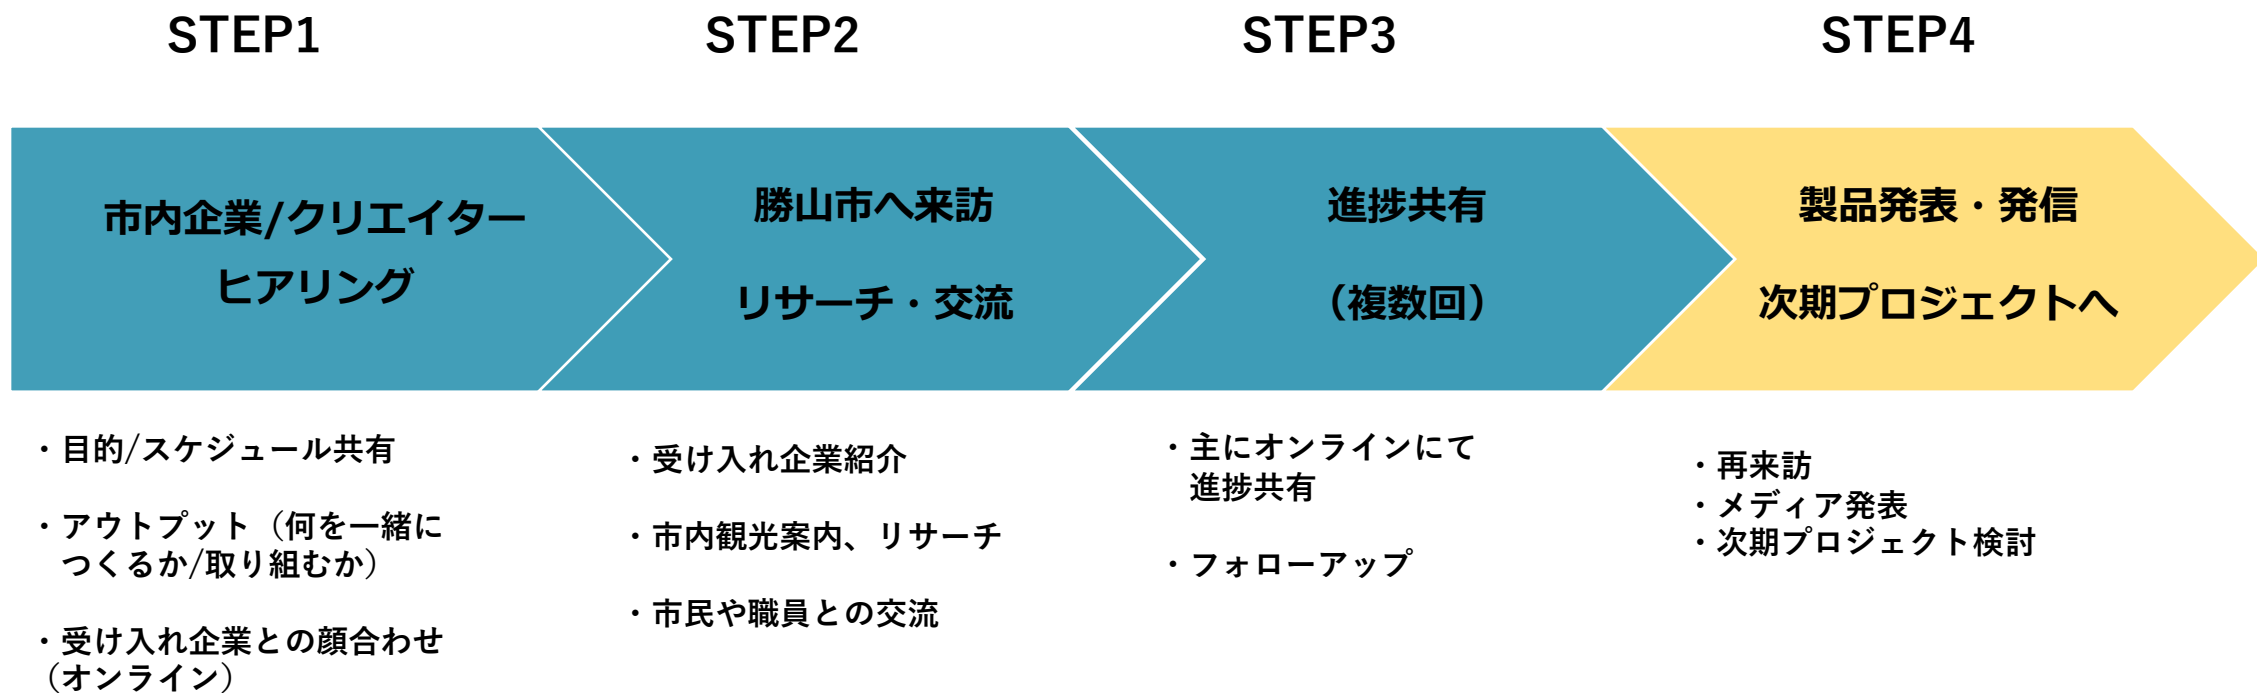 STEP1
市内企業/クリエイター
ヒアリング
・目的/スケジュール共有
・アウトプット（何を一緒に
つくるか/取り組むか）
・受け入れ企業との顔合わせ
（オンライン）
STEP2
勝山市へ来訪
リサーチ・交流
・受け入れ企業紹介
・市内観光案内、リサーチ
・市民や職員との交流
STEP3
進捗共有
（複数回）
・主にオンラインにて
進捗共有
・フォローアップ
STEP4
製品発表・発信
次期プロジェクトへ
・再来訪
・メディア発表
・次期プロジェクト検討